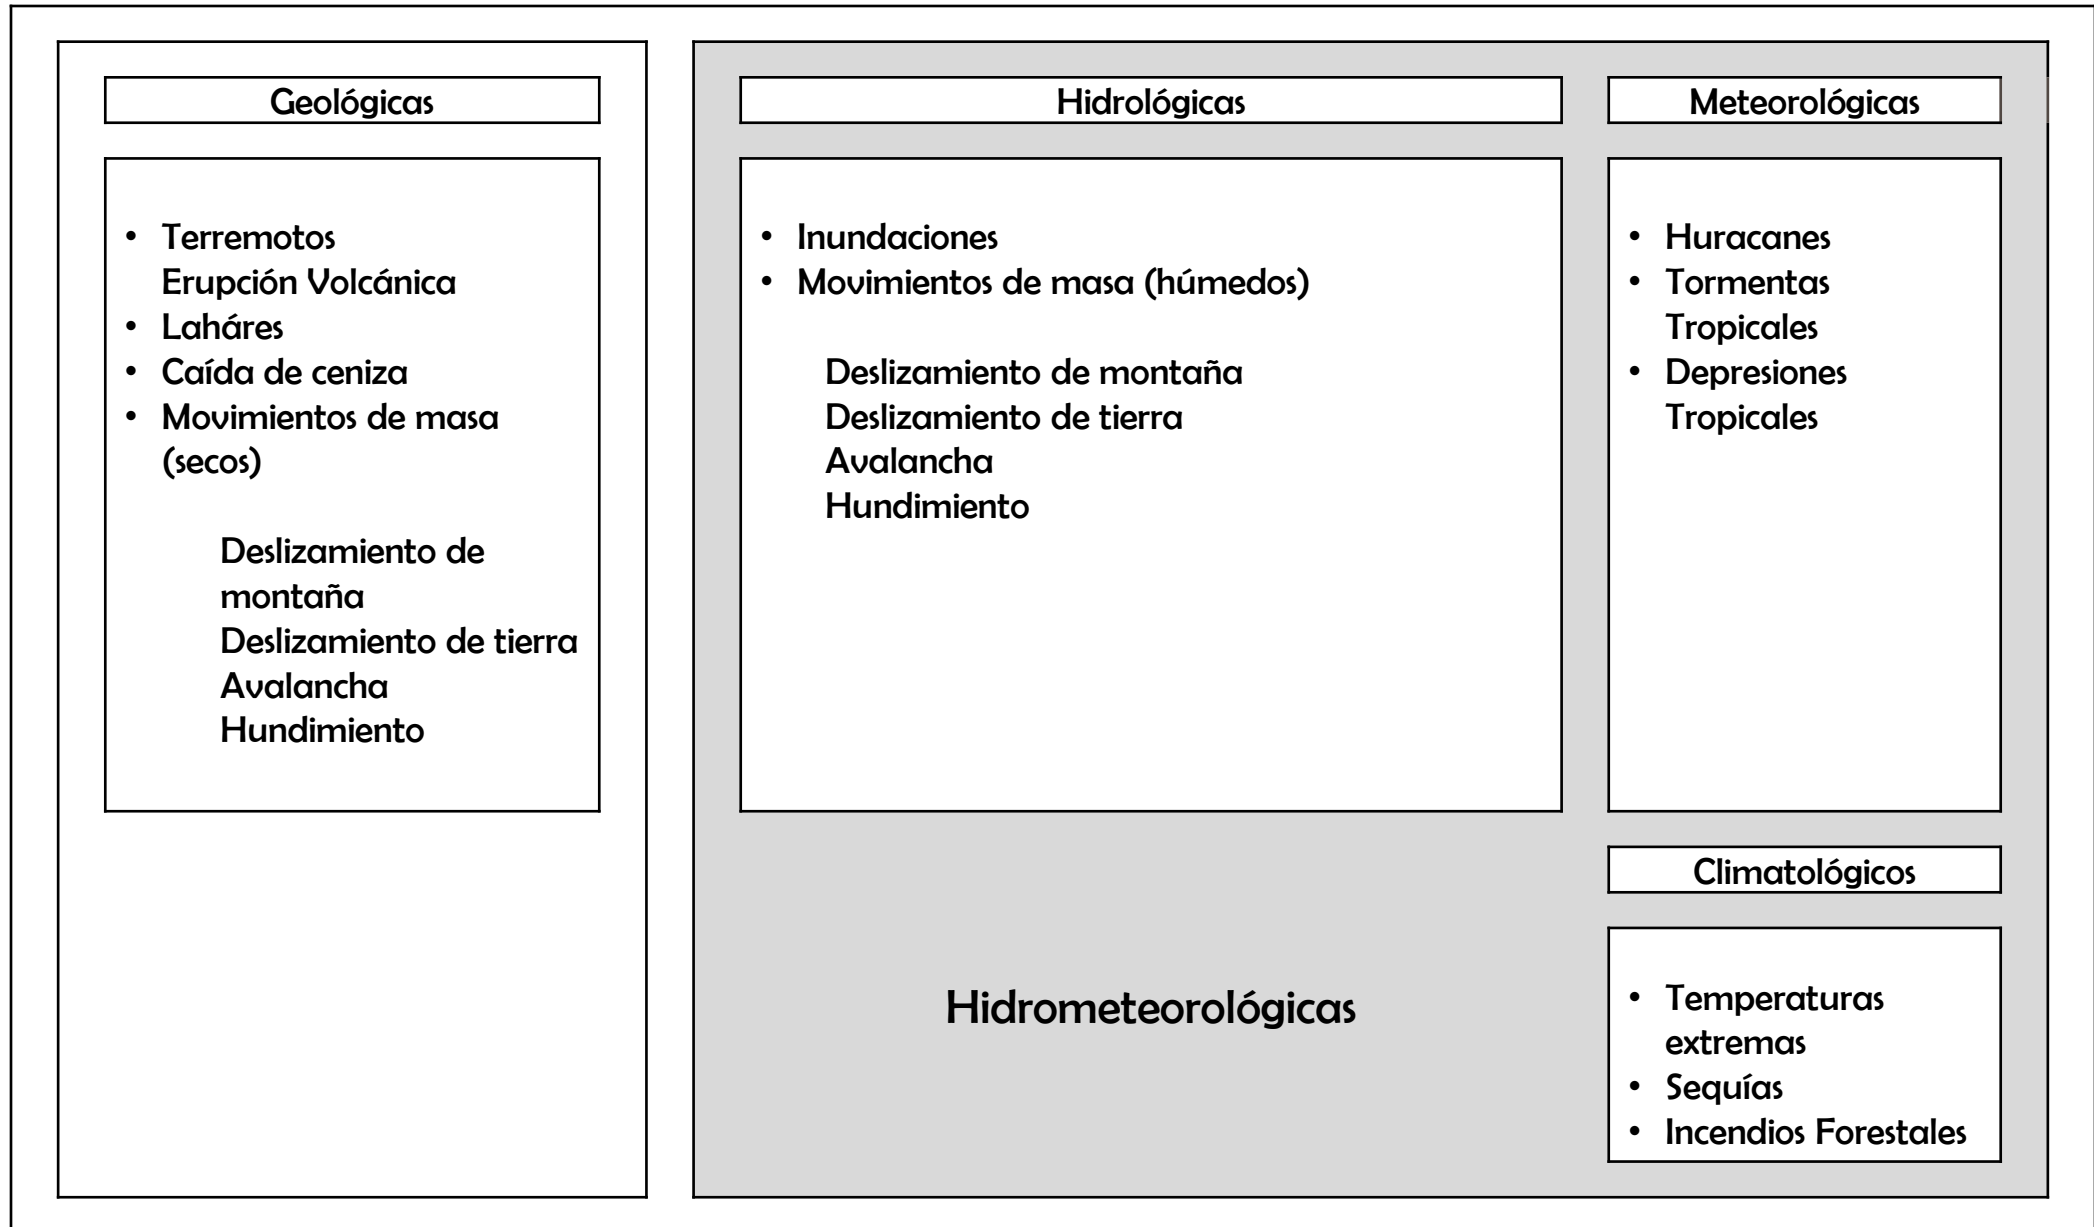 Geológicas
• Terremotos
Erupción Volcánica
• Laháres
• Caída de ceniza
• Movimientos de masa
(secos)
Deslizamiento de
montaña
Deslizamiento de tierra
Avalancha
Hundimiento
Hidrológicas
• Inundaciones
• Movimientos de masa (húmedos)
Deslizamiento de montaña
Deslizamiento de tierra
Avalancha
Hundimiento
Meteorológicas
• Huracanes
• Tormentas
Tropicales
• Depresiones
Tropicales
Climatológicos
• Temperaturas
extremas
• Sequías
• Incendios Forestales
Hidrometeorológicas